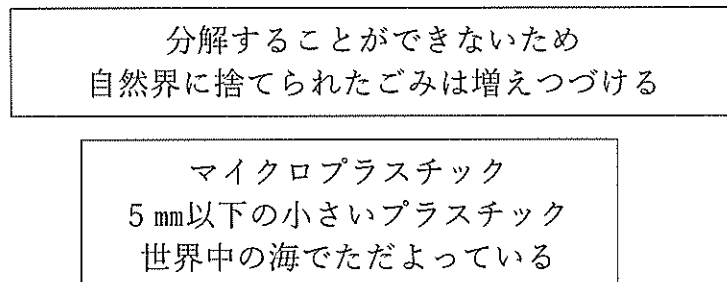 分解することができないため
自然界に捨てられたごみは増えつづける
マイクロプラスチック
5㎜以下の小さいプラスチック
世界中の海でただよっている